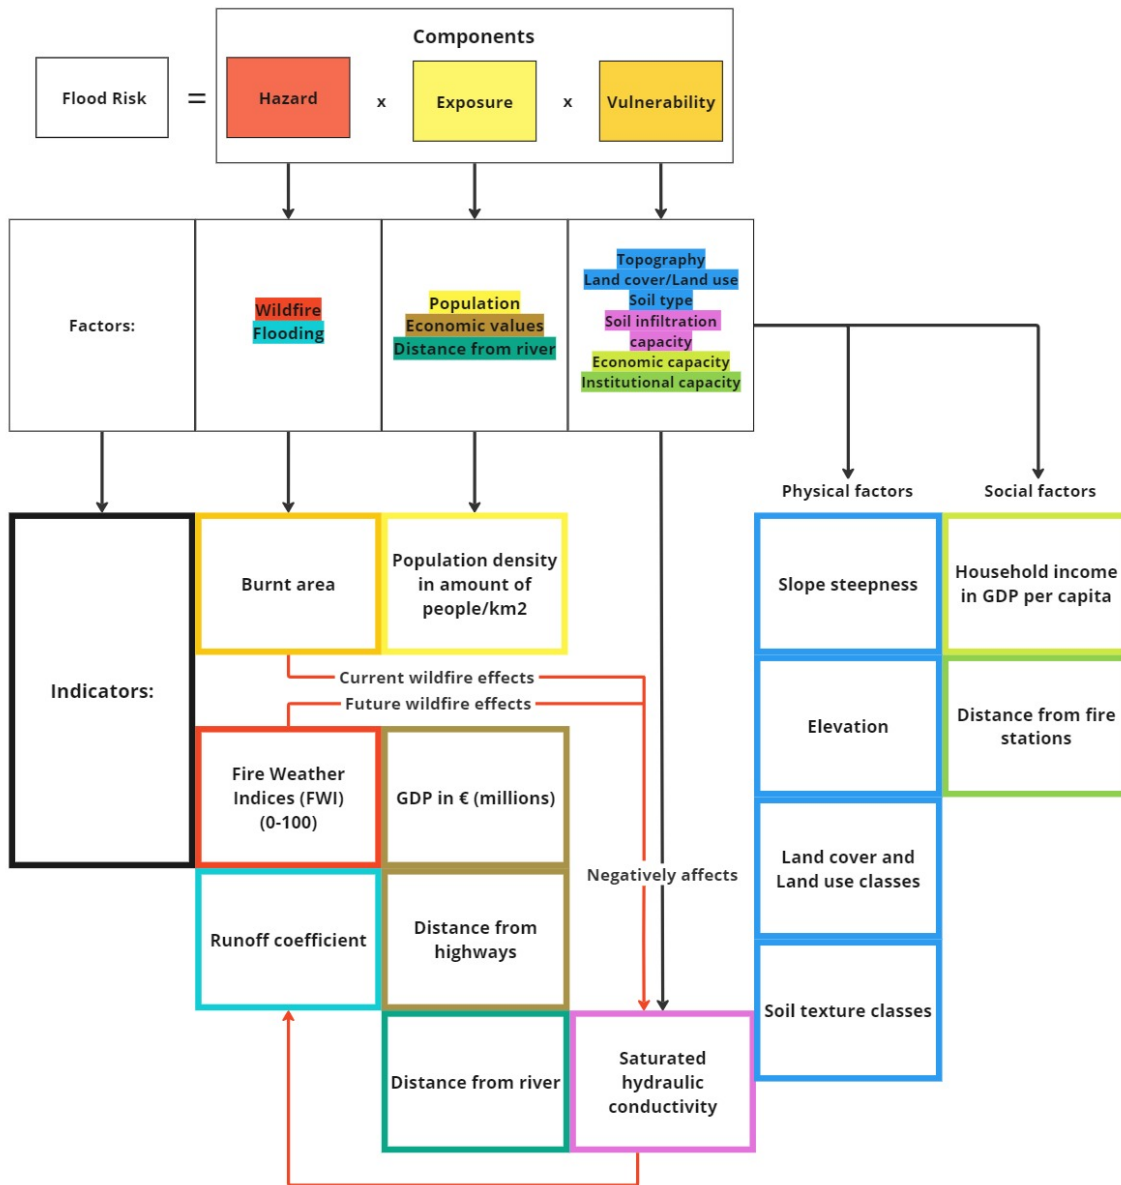 Components
Flood Risk
=
Hazard
x
Exposure
x
Vulnerability
Factors:
Wildfire
Flooding
Population
Economic values
Distance from river
Topography
Land cover/Land use
Soil type
Soil infiltration
capacity
Economic capacity
Institutional capacity
Physical factors
Social factors
Indicators:
Burnt area
Population density
in amount of
people/km2
Slope steepness
Household income
in GDP per capita
Current wildfire effects
Future wildfire effects
Elevation
Distance from fire
stations
Fire Weather
Indices (FWI)
(0-100)
GDP in € (millions)
Negatively affects
Land cover and
Land use classes
Runoff coefficient
Distance from
highways
Soil texture classes
Distance from river
Saturated
hydraulic
conductivity